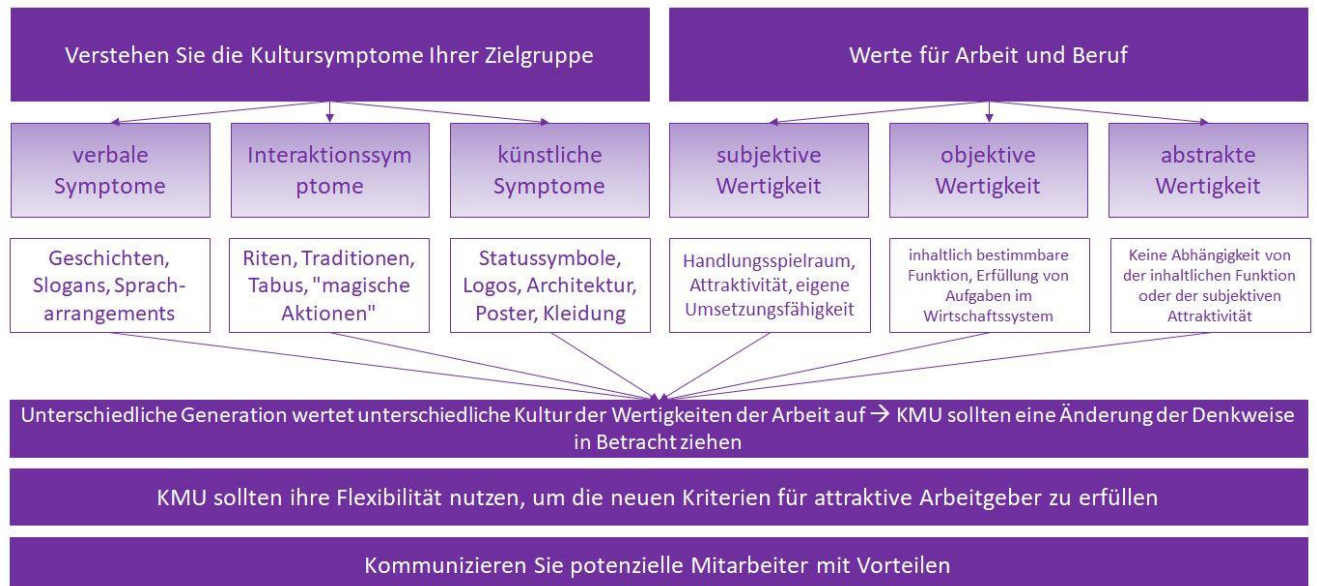 Verstehen Sie die Kultursymptome Ihrer Zielgruppe
Werte für Arbeit und Beruf
verbale
Symptome
Interaktionssym
ptome
künstliche
Symptome
subjektive
Wertigkeit
objektive
Wertigkeit
abstrakte
Wertigkeit
Geschichten,
Slogans, Sprach-
arrangements
Riten, Traditionen,
Tabus, "magische
Aktionen"
Statussymbole,
Logos, Architektur,
Poster, Kleidung
Handlungsspielraum,
Attraktivität, eigene
Umsetzungsfähigkeit
inhaltlich bestimmbare
Funktion, Erfüllung von
Aufgaben im
Wirtschaftssystem
Keine Abhängigkeit von
der inhaltlichen Funktion
oder der subjektiven
Attraktivität
Unterschiedliche Generation wertet unterschiedliche Kultur der Wertigkeiten der Arbeit auf → KMU sollten eine Änderung der Denkweise
in Betracht ziehen
KMU sollten ihre Flexibilität nutzen, um die neuen Kriterien für attraktive Arbeitgeber zu erfüllen
Kommunizieren Sie potenzielle Mitarbeiter mit Vorteilen